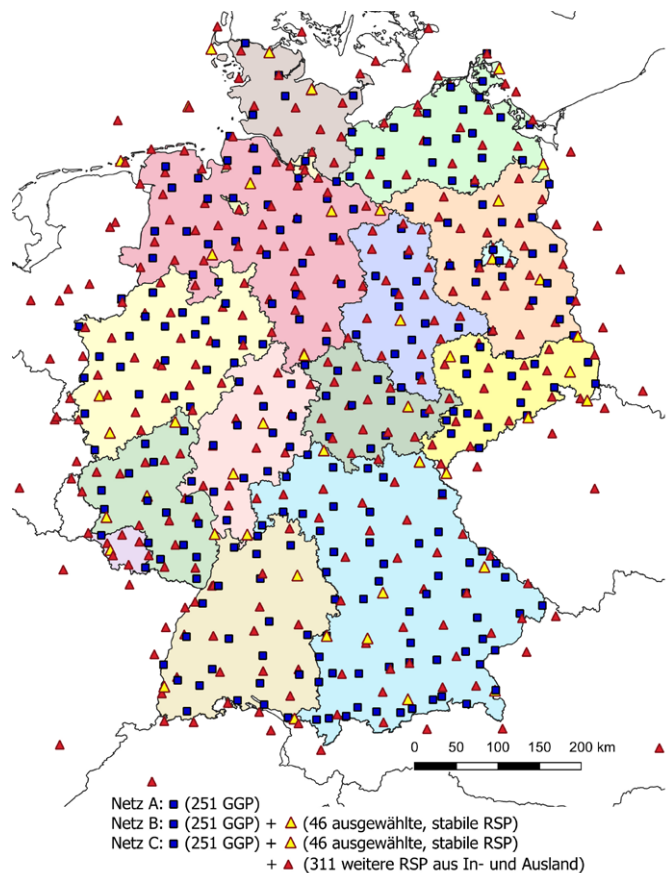 0 50 100 150 200 km
Netz A: (251 GGP)
Netz B: (251 GGP) + (46 ausgewählte, stabile RSP)
Netz C: (251 GGP) + (46 ausgewählte, stabile RSP)
+ (311 weitere RSP aus In- und Ausland)